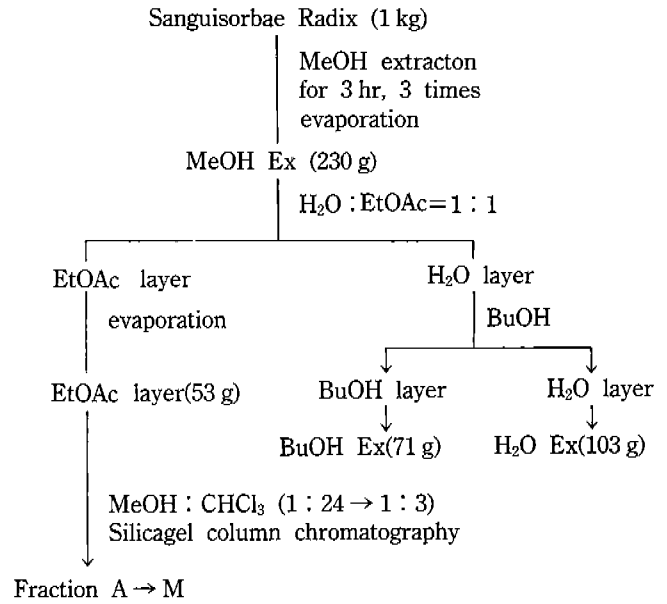 Sanguisorbae Radix (1 kg)
MeOH extracton
for 3 hr, 3 times
evaporation
MeOH Ex (230 g)
H₂O : EtOAc = 1 : 1
EtOAc layer
H₂O layer
evaporation
BuOH
EtOAc layer(53 g)
BuOH layer
H₂O layer
BuOH Ex(71 g)
H₂O Ex(103 g)
MeOH : CHCl₃ (1 : 24 → 1 : 3)
Silicagel column chromatography
Fraction A → M